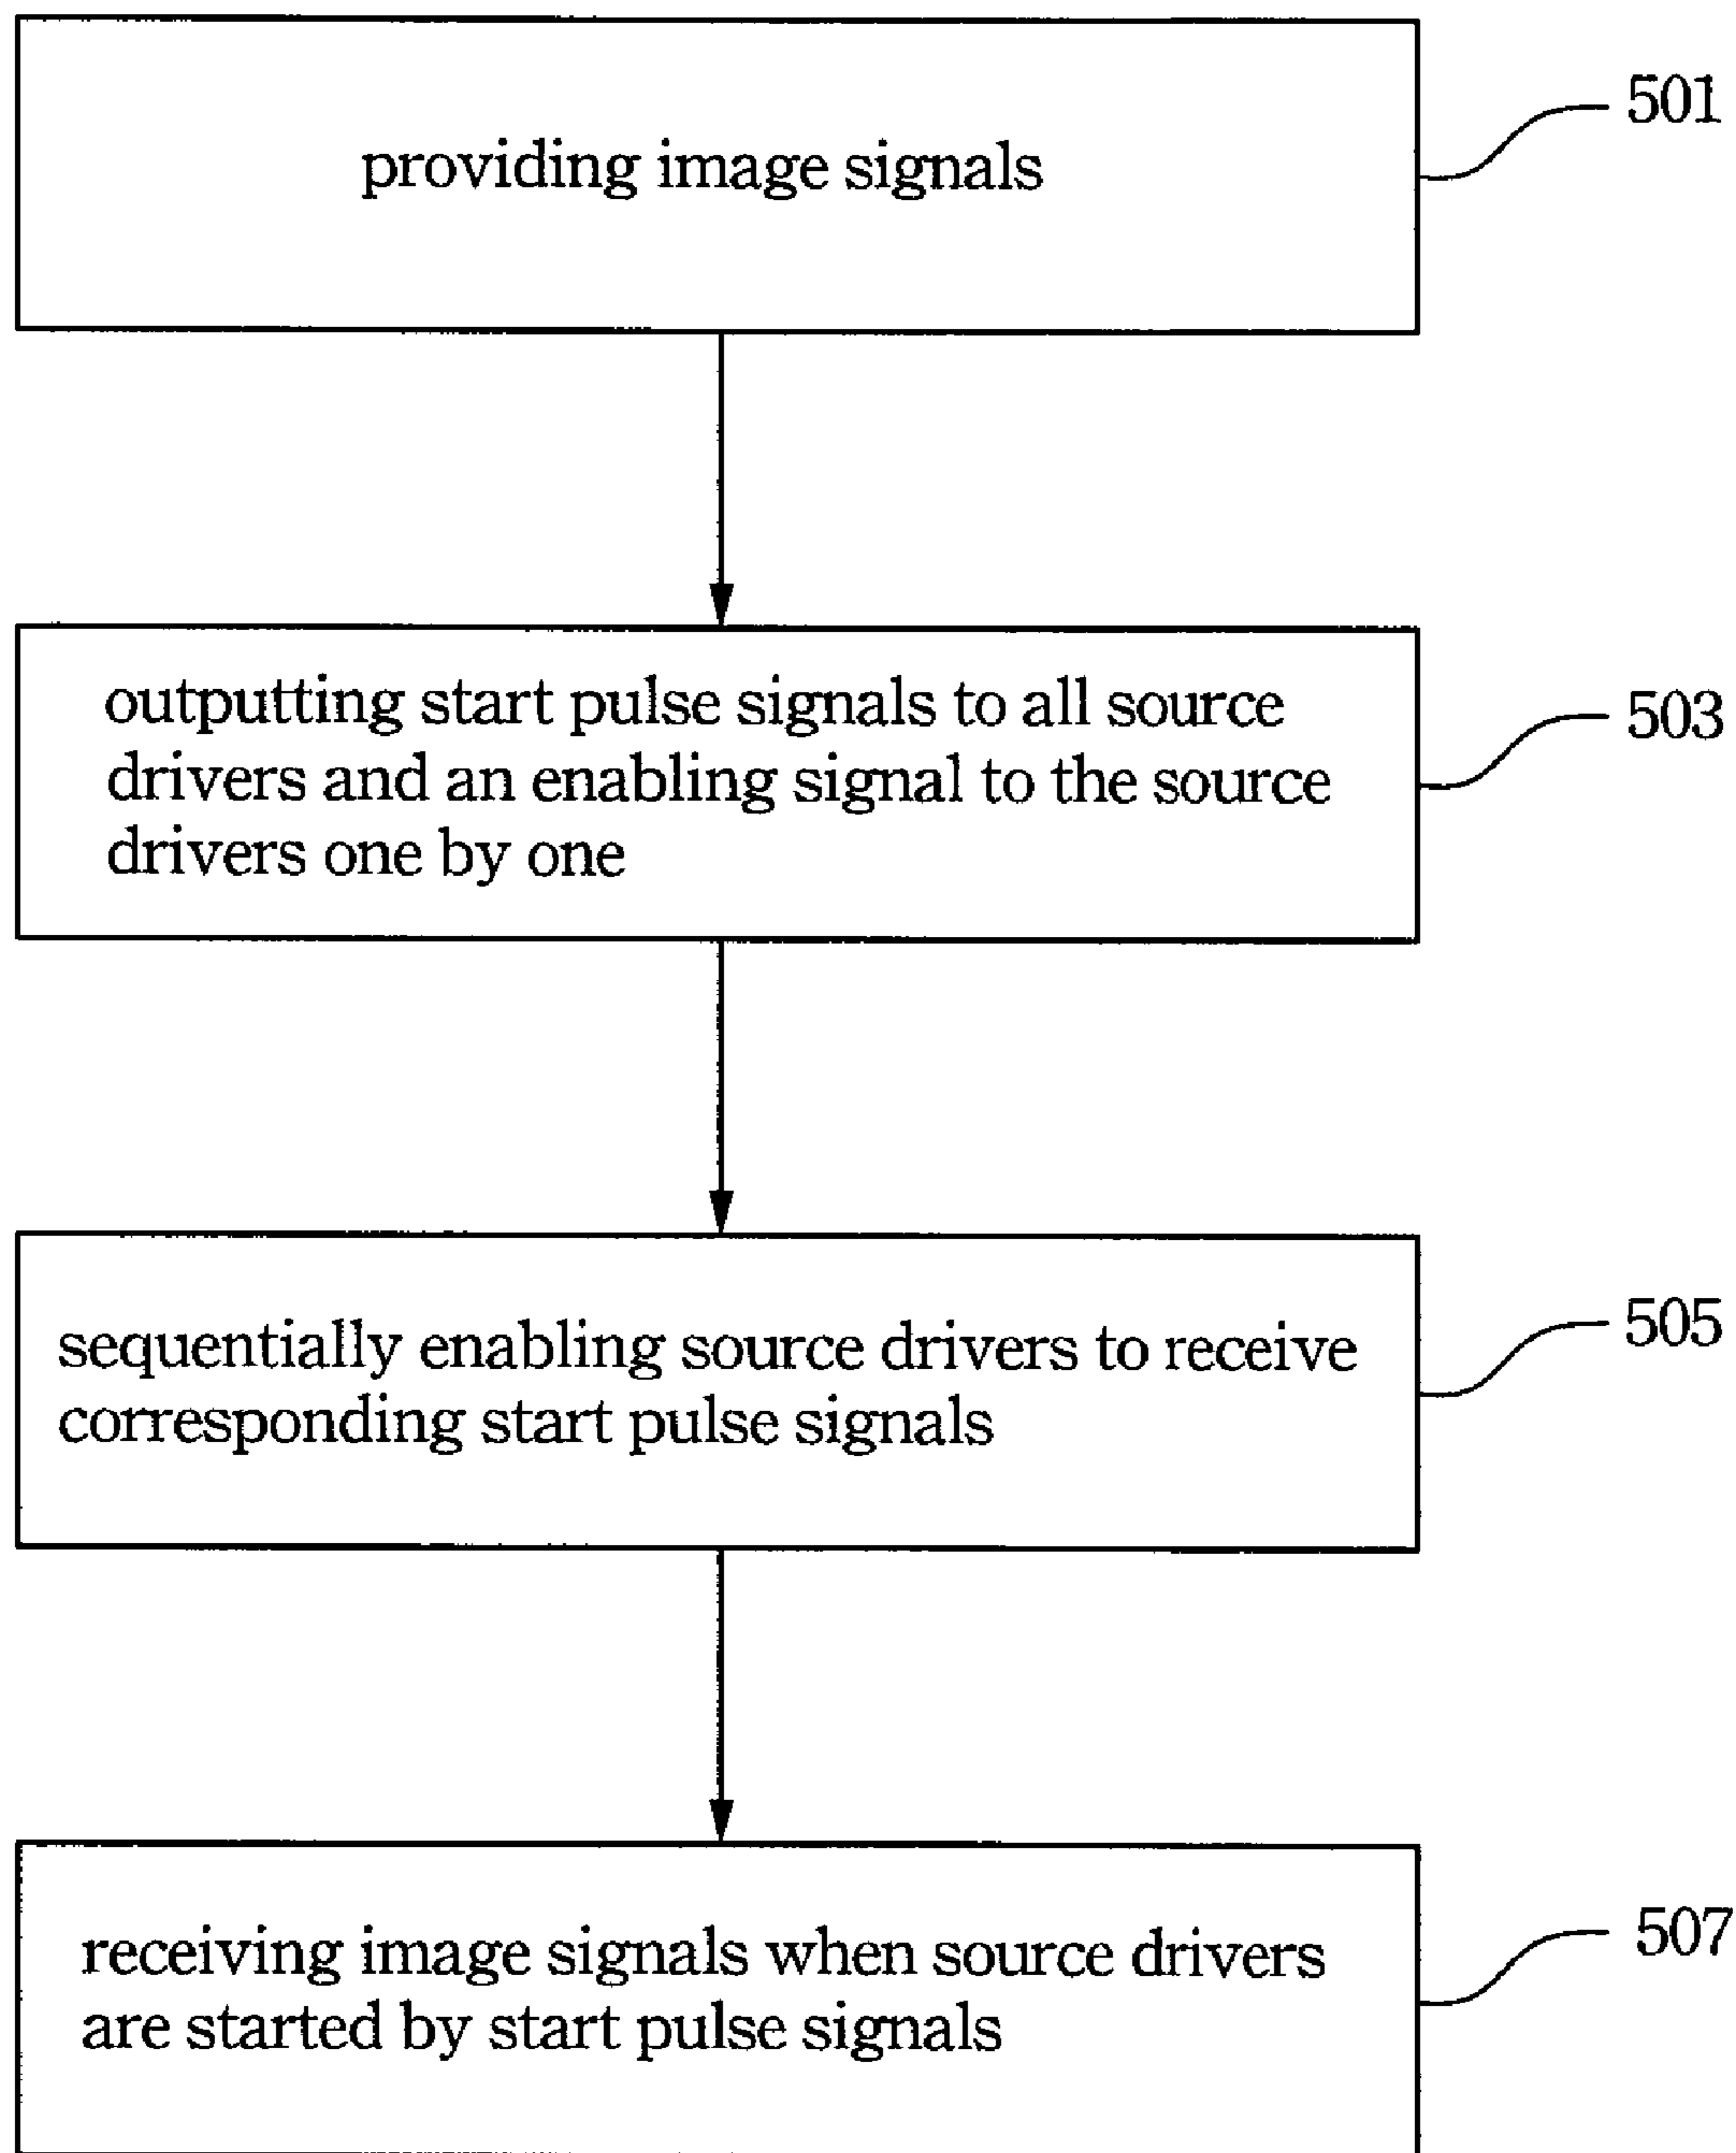 providing image signals
501
outputting start pulse signals to all source
drivers and an enabling signal to the source
drivers one by one
503
sequentially enabling source drivers to receive
corresponding start pulse signals
505
receiving image signals when source drivers
are started by start pulse signals
507